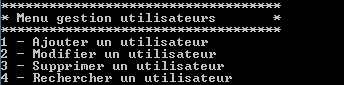 **********************************
* Menu gestion utilisateurs      *
**********************************
1 - Ajouter un utilisateur
2 - Modifier un utilisateur
3 - Supprimer un utilisateur
4 - Rechercher un utilisateur